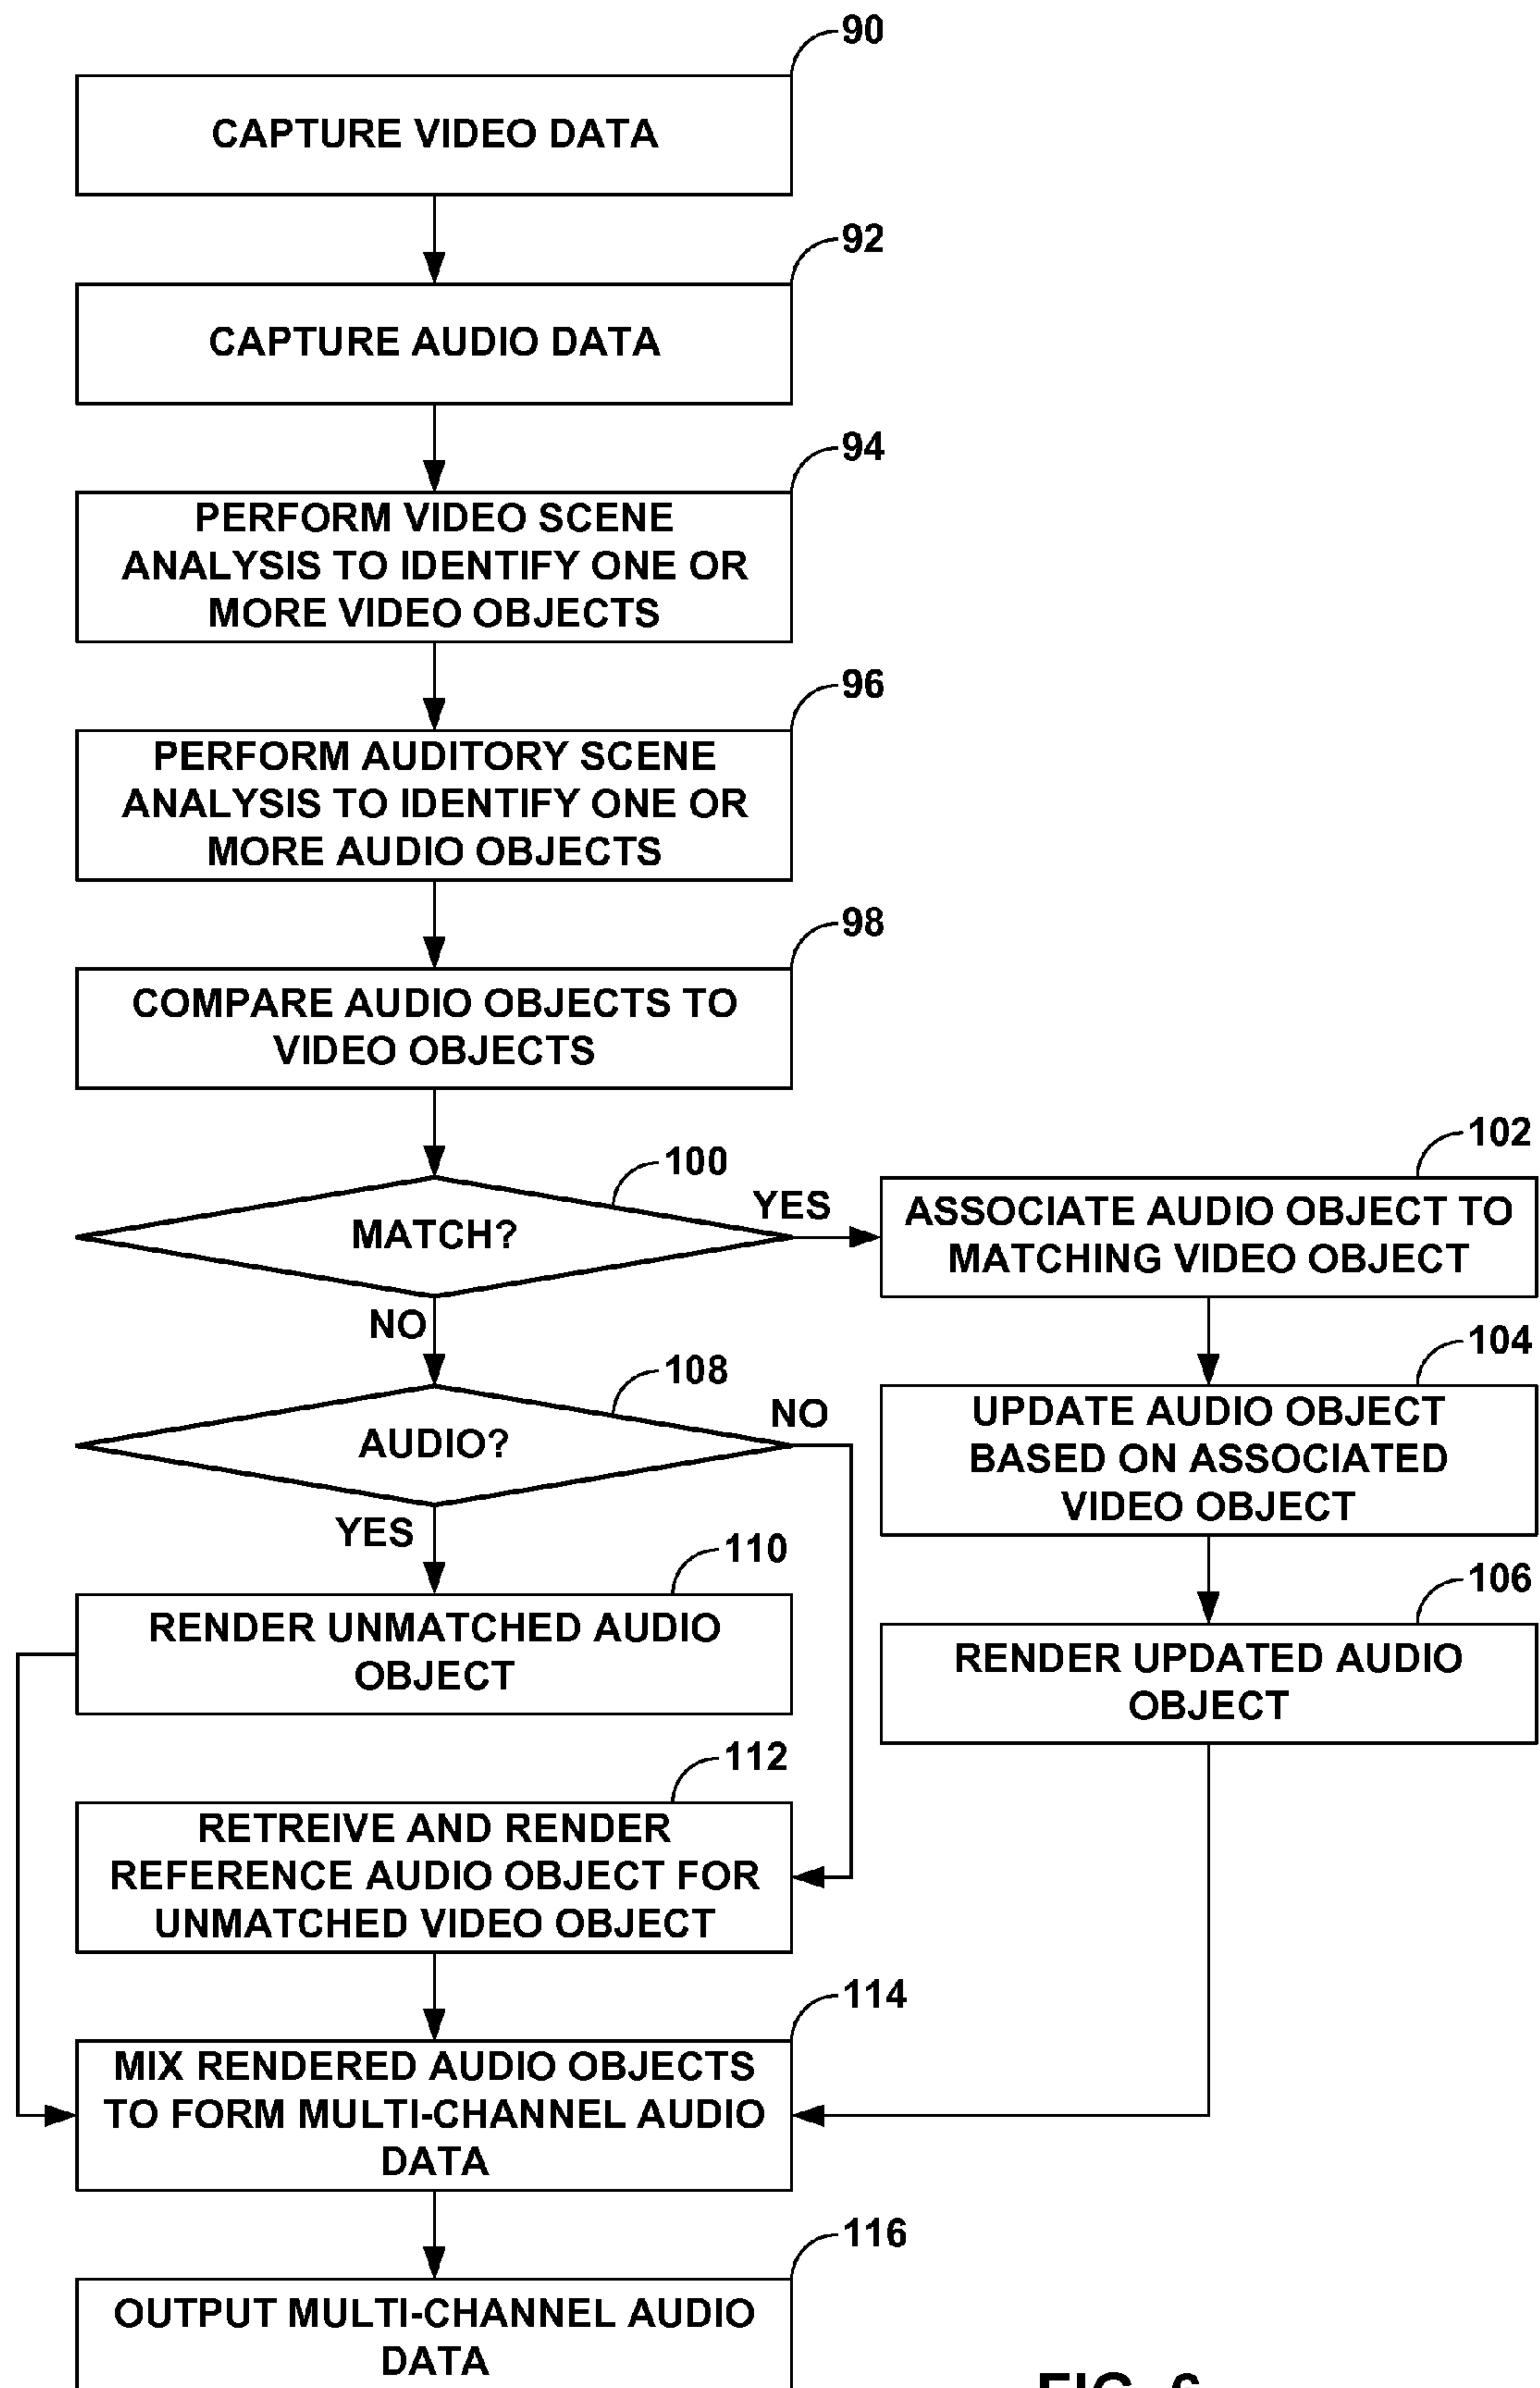 90
CAPTURE VIDEO DATA
92
CAPTURE AUDIO DATA
94
PERFORM VIDEO SCENE
ANALYSIS TO IDENTIFY ONE OR
MORE VIDEO OBJECTS
96
PERFORM AUDITORY SCENE
ANALYSIS TO IDENTIFY ONE OR
MORE AUDIO OBJECTS
98
COMPARE AUDIO OBJECTS TO
VIDEO OBJECTS
100
MATCH?
YES
NO
102
ASSOCIATE AUDIO OBJECT TO
MATCHING VIDEO OBJECT
104
UPDATE AUDIO OBJECT
BASED ON ASSOCIATED
VIDEO OBJECT
106
RENDER UPDATED AUDIO
OBJECT
108
AUDIO?
NO
YES
110
RENDER UNMATCHED AUDIO
OBJECT
112
RETREIVE AND RENDER
REFERENCE AUDIO OBJECT FOR
UNMATCHED VIDEO OBJECT
114
MIX RENDERED AUDIO OBJECTS
TO FORM MULTI-CHANNEL AUDIO
DATA
116
OUTPUT MULTI-CHANNEL AUDIO
DATA
FIG. 6